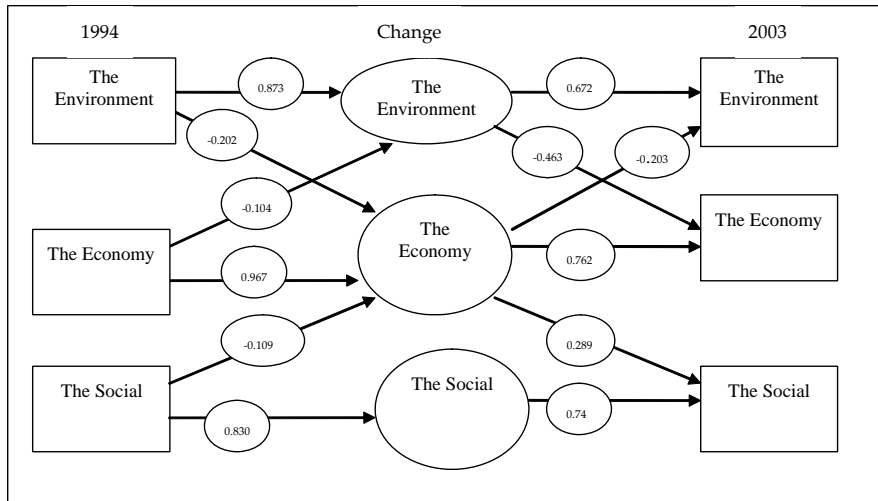 1994 Change 2003
The
Environment
0.873
The
Environment
0.672
The
Environment
-0.202
-0.463
-0.203
-0.104
The Economy
0.967
The
Economy
0.762
The Economy
-0.109
0.289
The Social
0.830
The Social
0.74
The Social